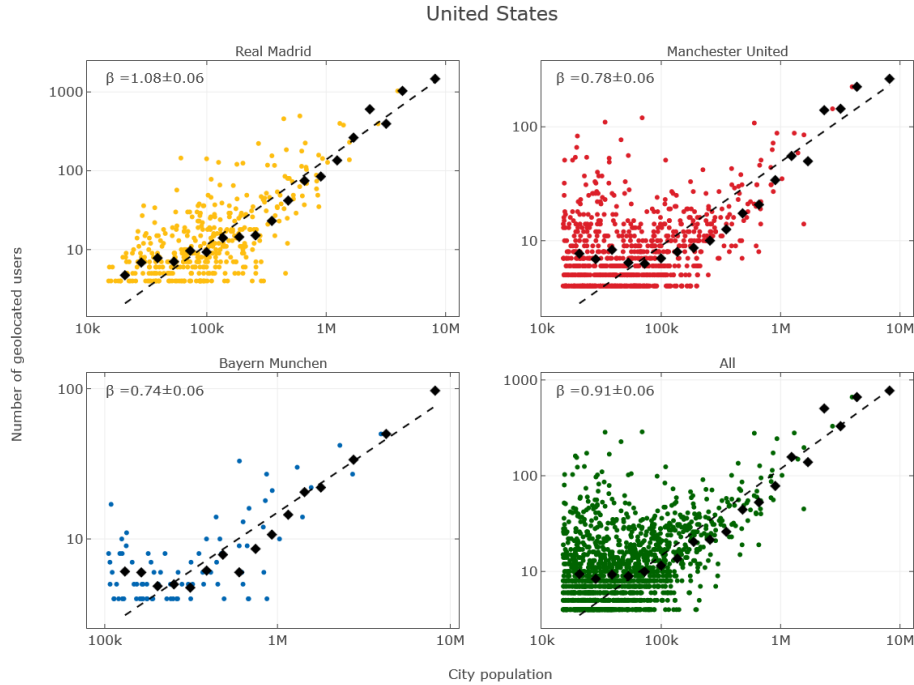 United States
Real Madrid
Manchester United
β =1.08±0.06
β =0.78±0.06
1000
100
10
100
10
10k
100k
1M
10M
10k
100k
1M
10M
Bayern Munchen
All
β =0.74±0.06
β =0.91±0.06
100
10
1000
100
10
100k
1M
10M
10k
100k
1M
10M
Number of geolocated users
City population